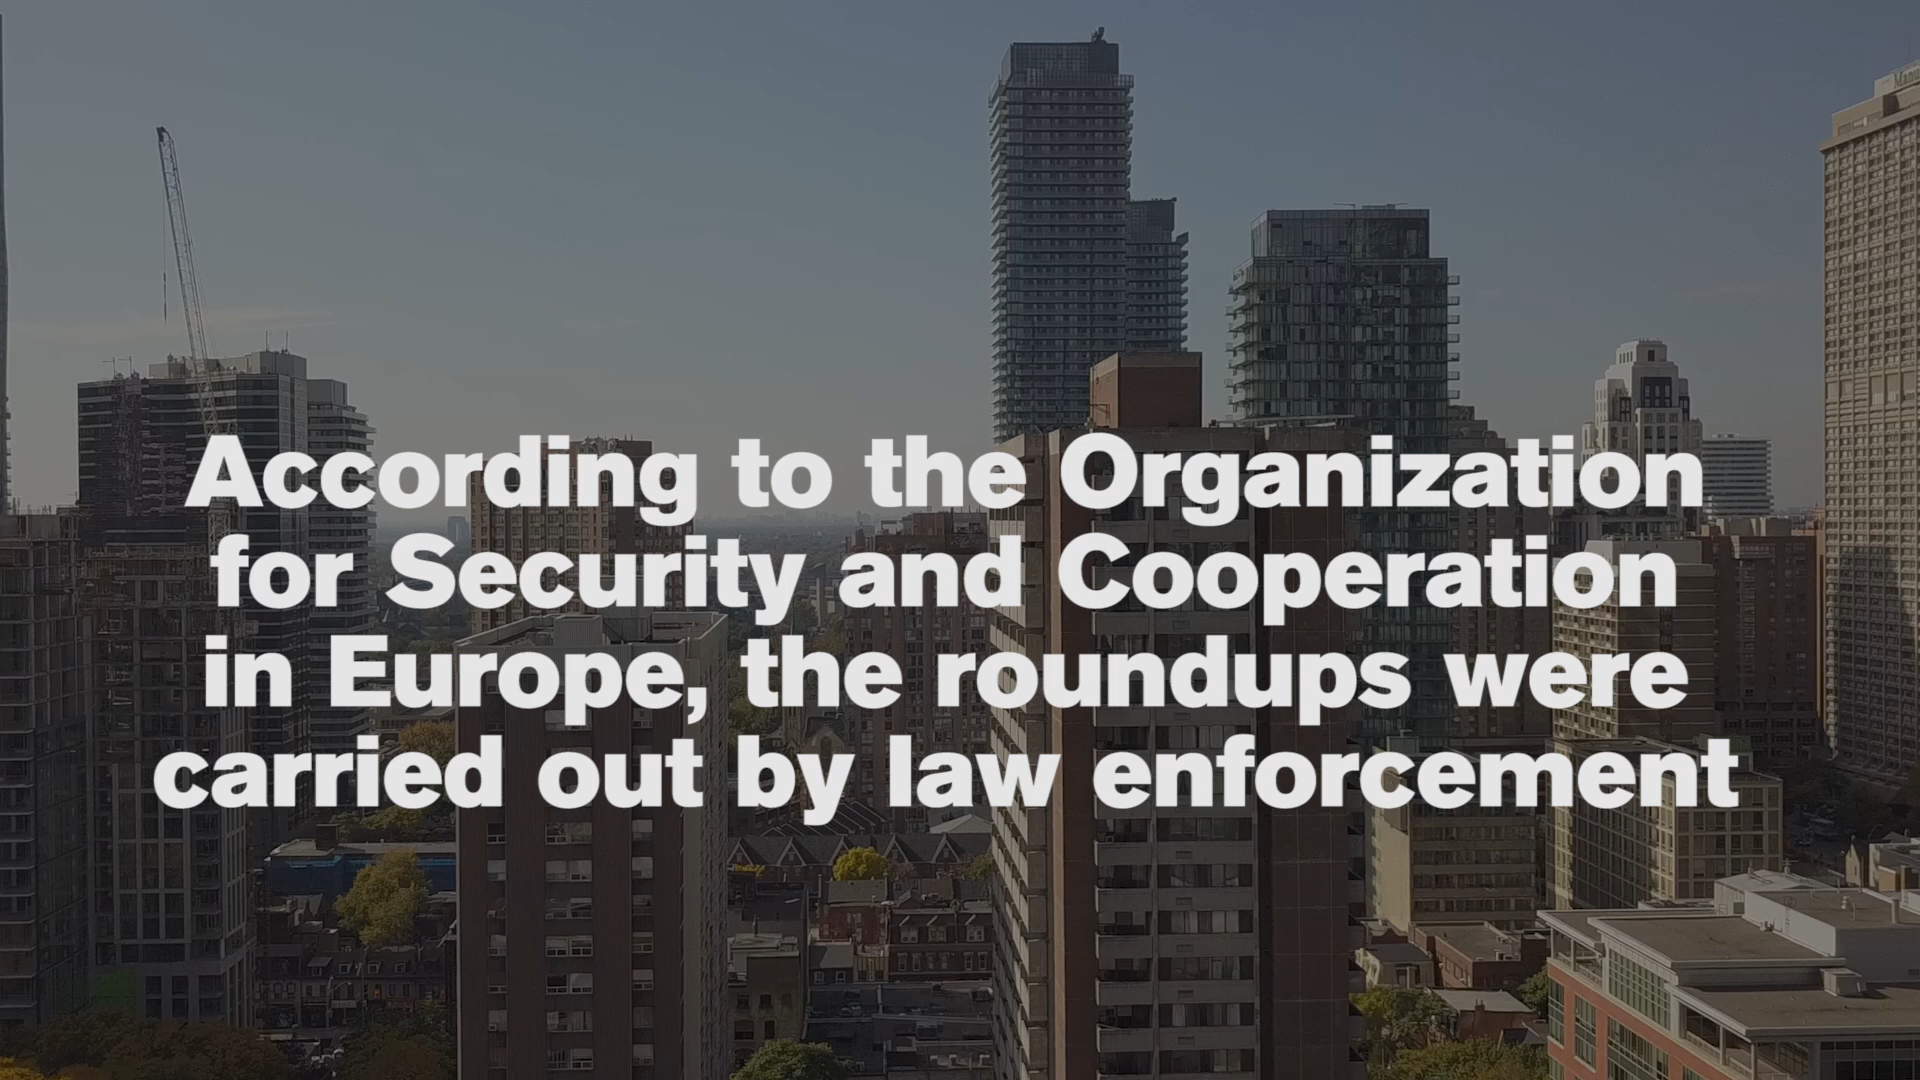 According to the Organization
for Security and Cooperation
in Europe, the roundups were
carried out by law enforcement